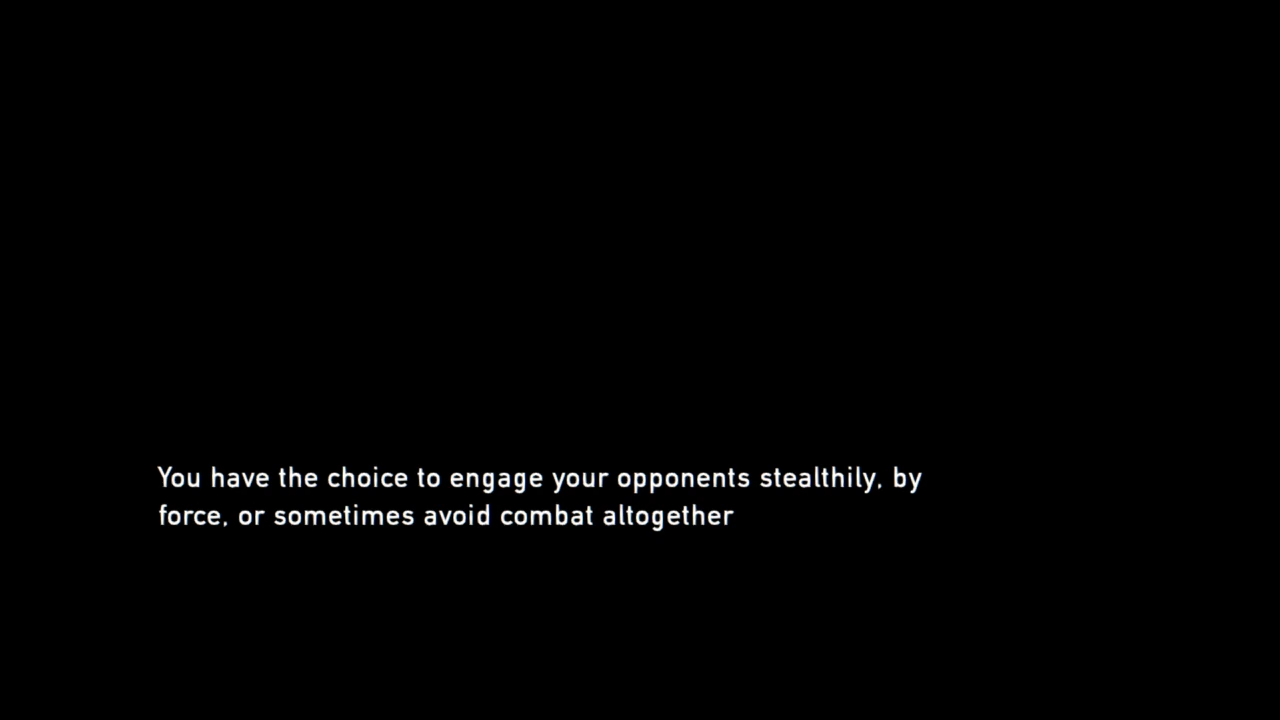 You have the choice to engage your opponents stealthily, by
force, or sometimes avoid combat altogether